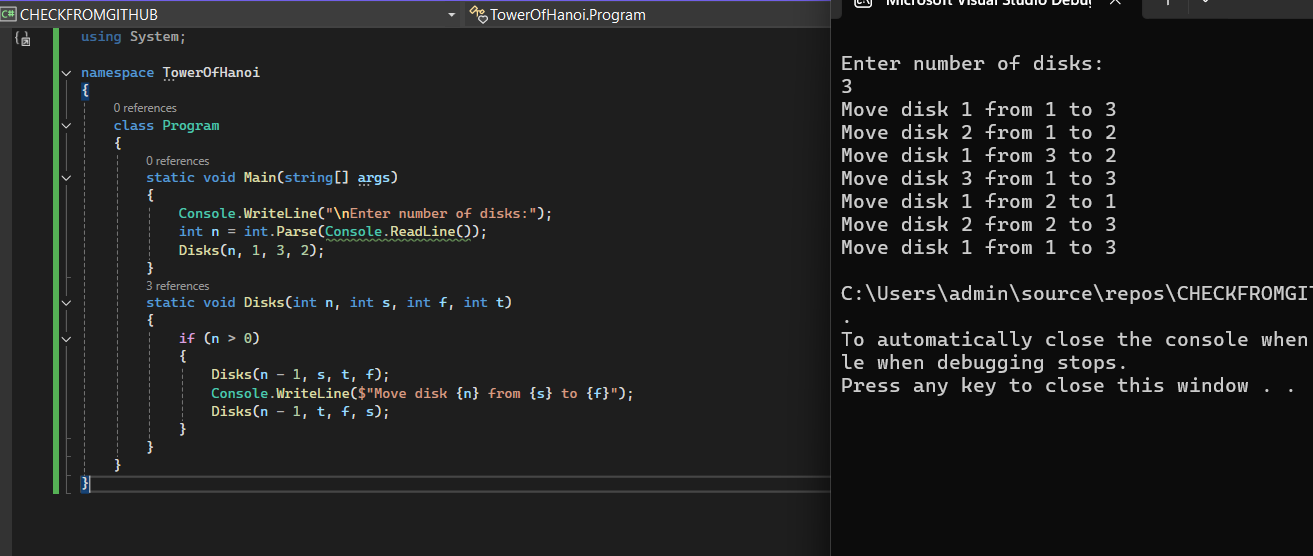 C# CHECKFROMGITHUB
TowerOfHanoi.Program
using System;
namespace TowerOfHanoi
{
0 references
class Program
{
0 references
static void Main(string[] args)
{
Console.WriteLine("\nEnter number of disks:");
int n = int.Parse(Console.ReadLine());
Disks(n, 1, 3, 2);
}
3 references
static void Disks(int n, int s, int f, int t)
{
if (n > 0)
{
Disks(n - 1, s, t, f);
Console.WriteLine($"Move disk {n} from {s} to {f}");
Disks(n - 1, t, f, s);
}
}
}
}
Microsoft Visual Studio Debu
Enter number of disks:
3
Move disk 1 from 1 to 3
Move disk 2 from 1 to 2
Move disk 1 from 3 to 2
Move disk 3 from 1 to 3
Move disk 1 from 2 to 1
Move disk 2 from 2 to 3
Move disk 1 from 1 to 3
C:\Users\admin\source\repos\CHECKFROMGIT
.
To automatically close the console when
le when debugging stops.
Press any key to close this window . .